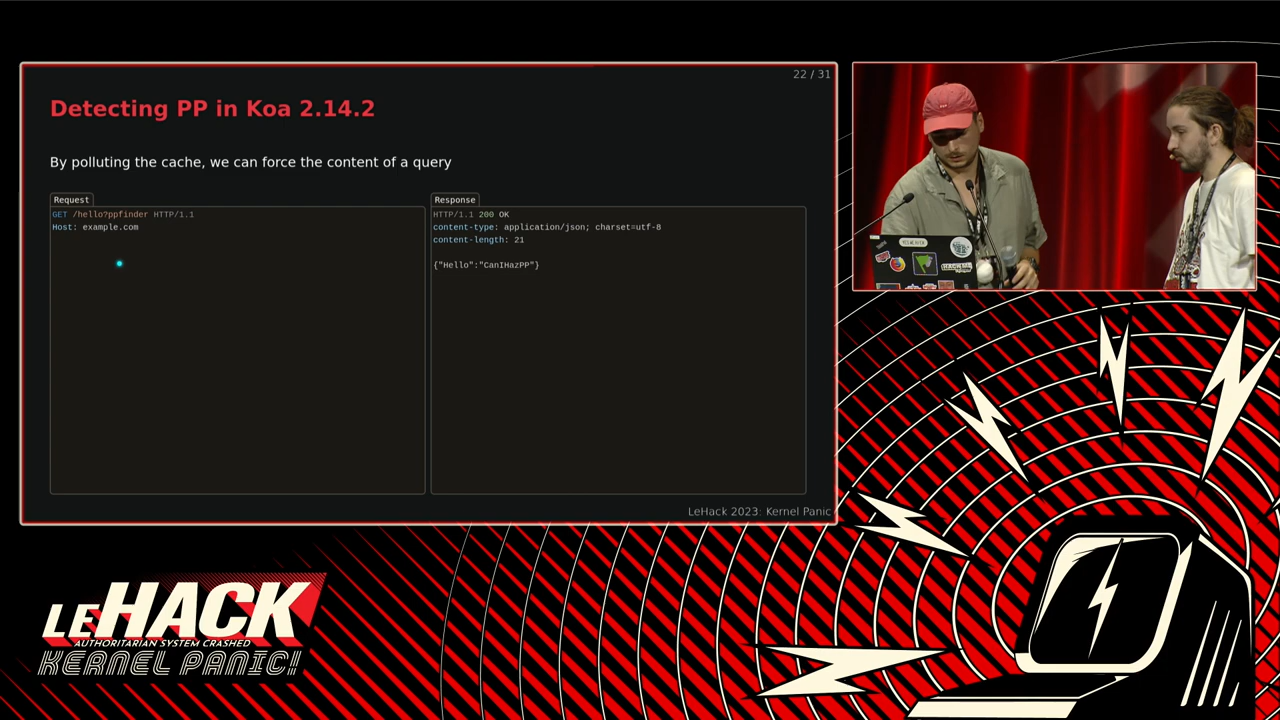 22 / 31
Detecting PP in Koa 2.14.2
By polluting the cache, we can force the content of a query
Request
GET /hello?ppfinder HTTP/1.1
Host: example.com
Response
HTTP/1.1 200 OK
content-type: application/json; charset=utf-8
content-length: 21
{"Hello":"CanIHazPP"}
LeHack 2023: Kernel Panic
LEHACK
AUTHORITARIAN SYSTEM CRASHED
KERNEL PANIC!